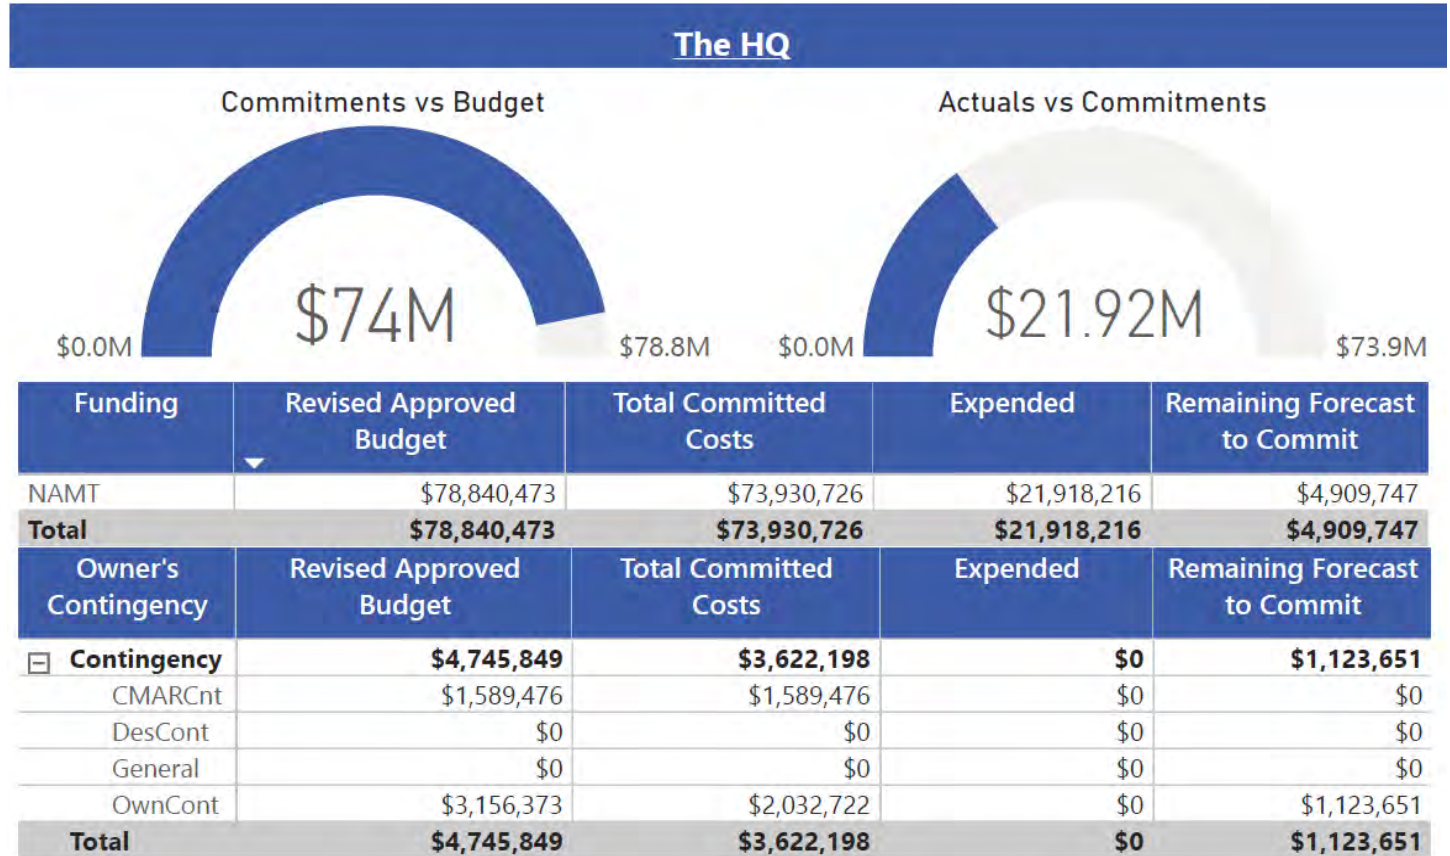 The HQ
Commitments vs Budget
Actuals vs Commitments
$74M
$0.0M
$78.8M
$21.92M
$0.0M
$73.9M
Funding Revised Approved Budget Total Committed Costs Expended Remaining Forecast to Commit
NAMT $78,840,473 $73,930,726 $21,918,216 $4,909,747
Total $78,840,473 $73,930,726 $21,918,216 $4,909,747
Owner's Contingency Revised Approved Budget Total Committed Costs Expended Remaining Forecast to Commit
Contingency $4,745,849 $3,622,198 $0 $1,123,651
CMARCnt $1,589,476 $1,589,476 $0 $0
DesCont $0 $0 $0 $0
General $0 $0 $0 $0
OwnCont $3,156,373 $2,032,722 $0 $1,123,651
Total $4,745,849 $3,622,198 $0 $1,123,651